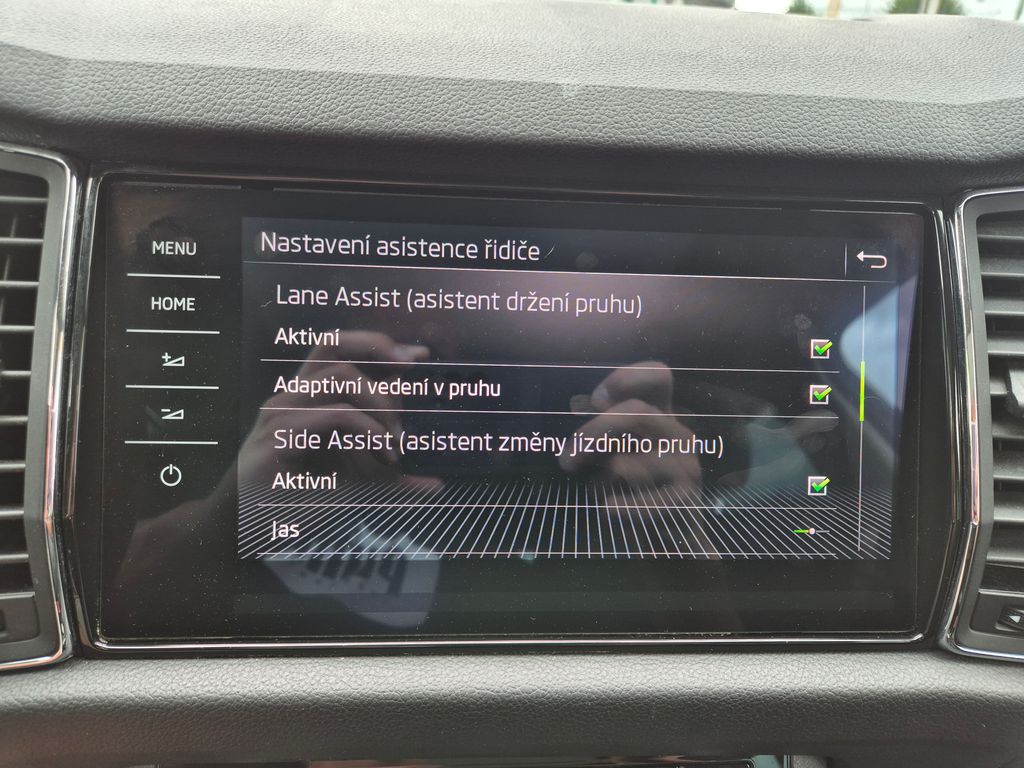 Nastavení asistence řidiče
MENU
HOME
Lane Assist (asistent držení pruhu)
Aktivní
Adaptivní vedení v pruhu
Side Assist (asistent změny jízdního pruhu)
Aktivní
Jas